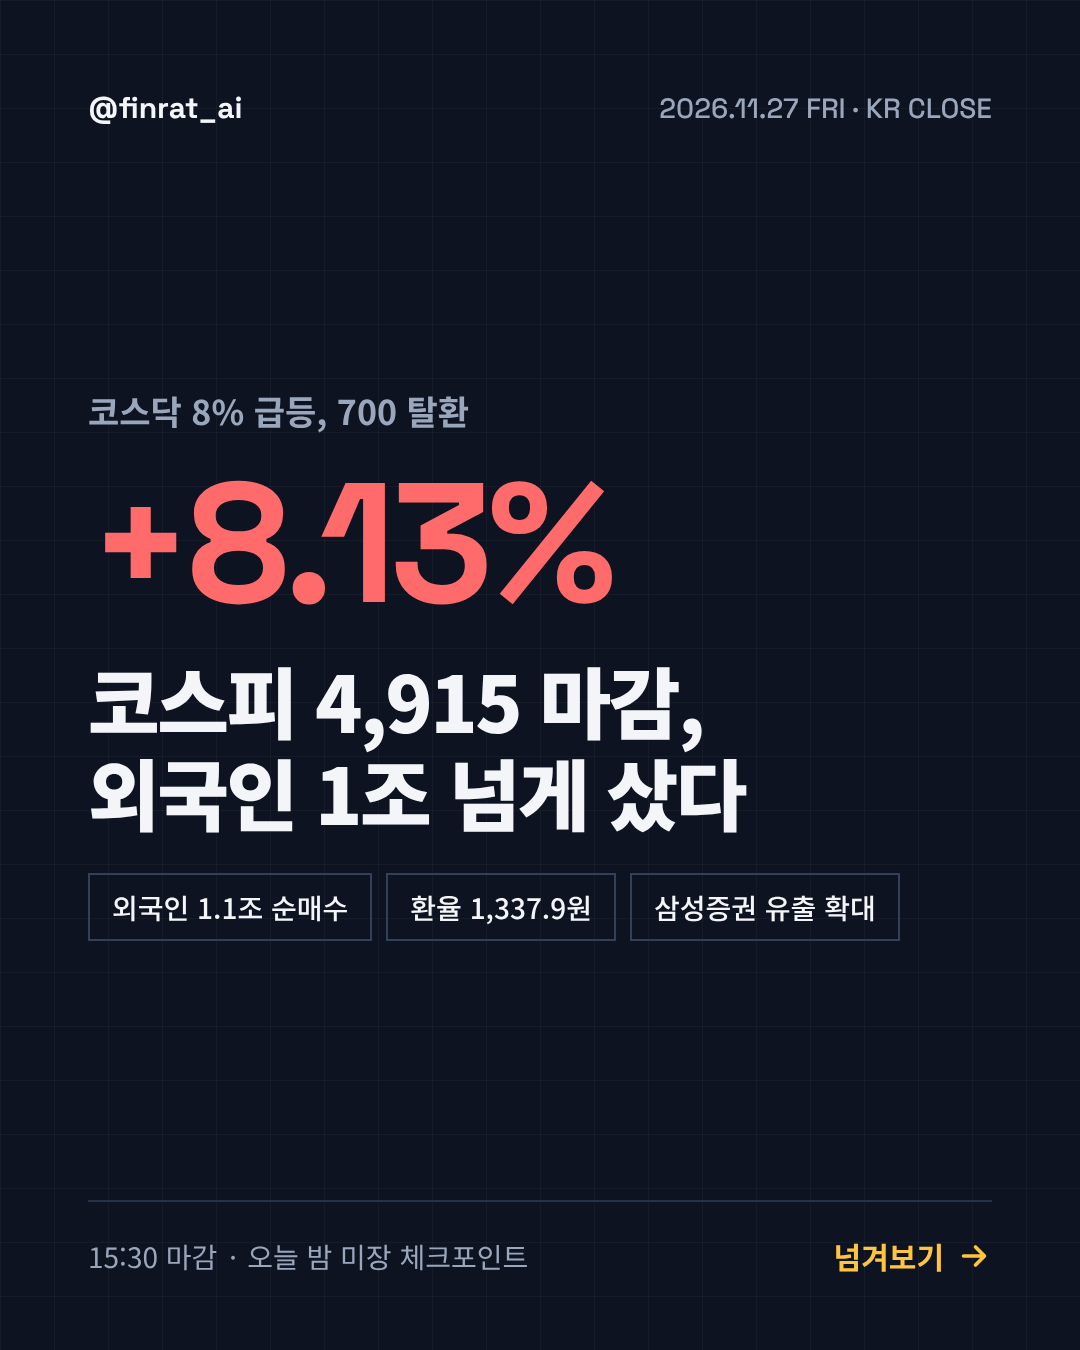 @finrat_ai
2026.11.27 FRI · KR CLOSE
코스닥 8% 급등, 700 탈환
+8.13%
코스피 4,915 마감,
외국인 1조 넘게 샀다
외국인 1.1조 순매수
환율 1,337.9원
삼성증권 유출 확대
15:30 마감 · 오늘 밤 미장 체크포인트
넘겨보기 →